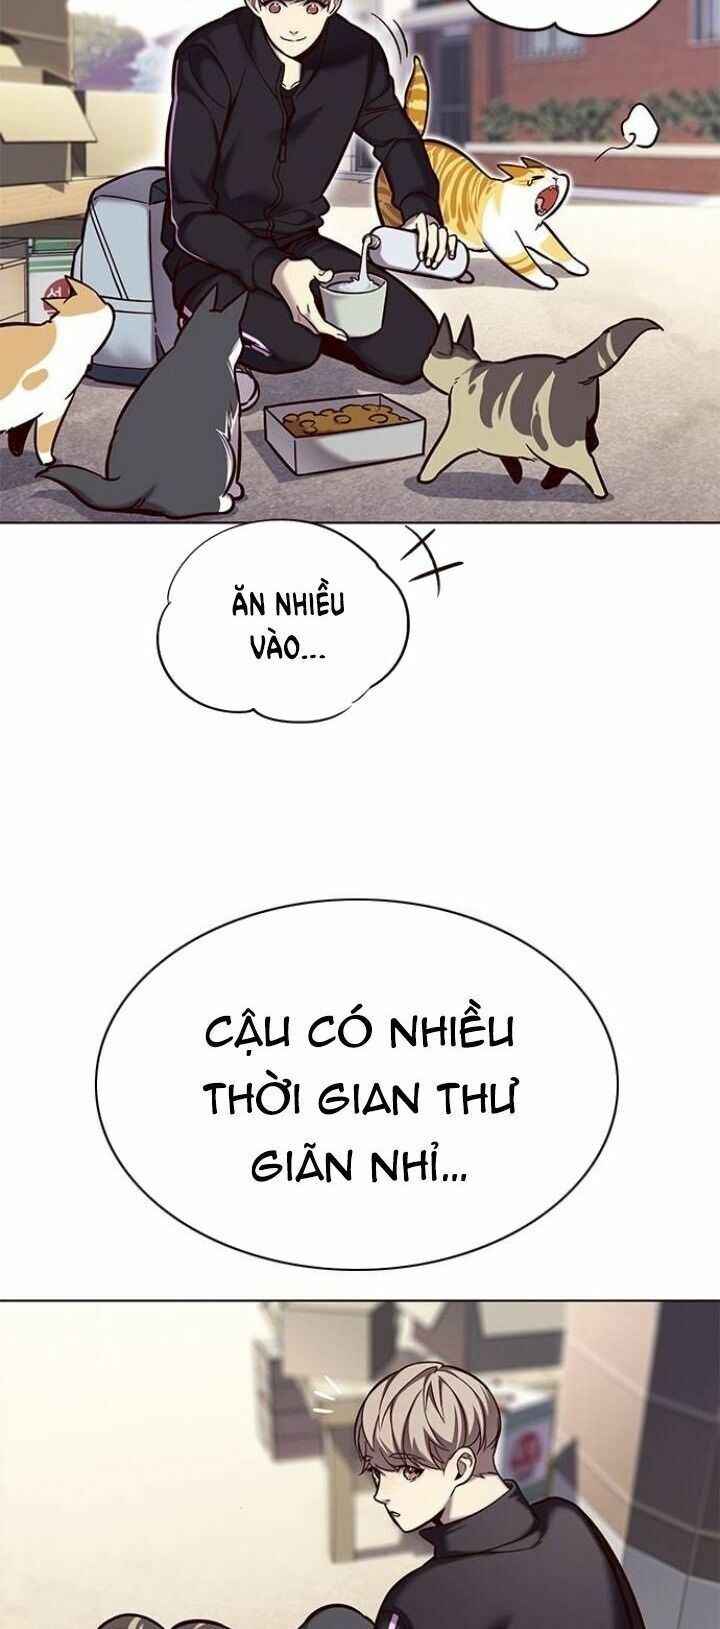 ĂN NHIỀU
VÀO...
CẬU CÓ NHIỀU
THỜI GIAN THƯ
GIÃN NHỈ...